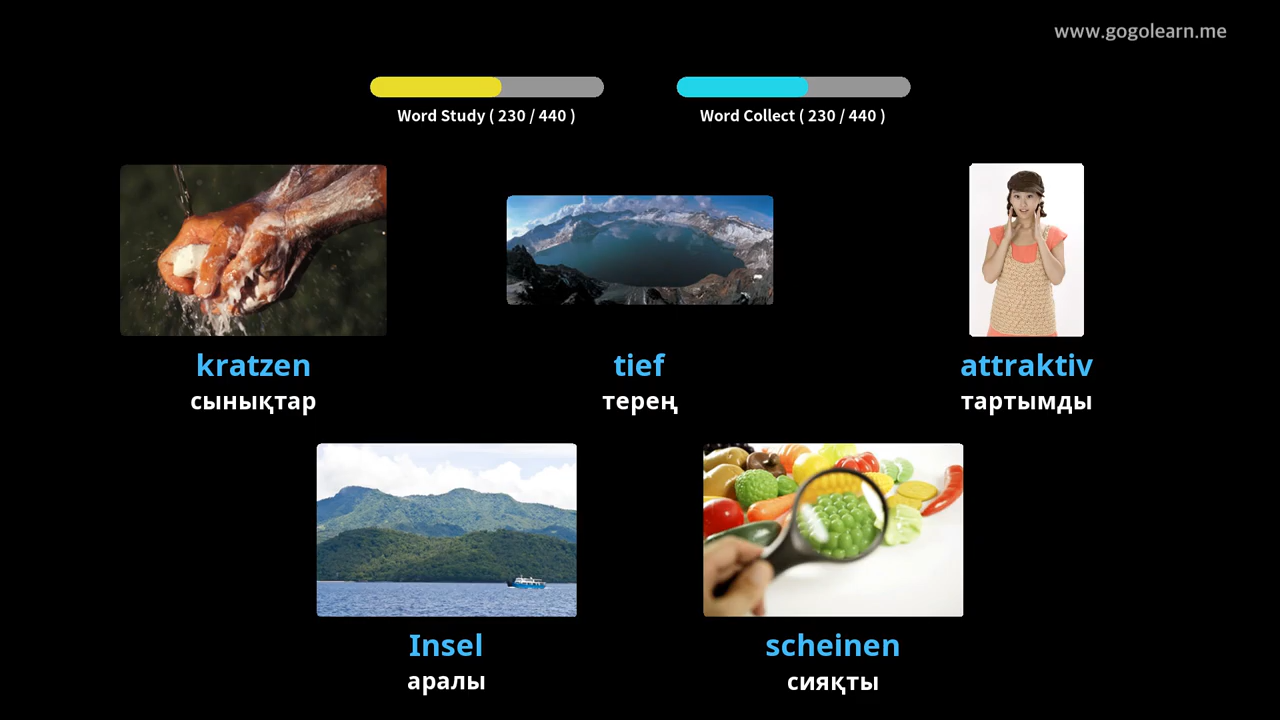 www.gogolearn.me
Word Study ( 230 / 440 )
Word Collect ( 230 / 440 )
kratzen
сынықтар
tief
терең
attraktiv
тартымды
Insel
аралы
scheinen
сияқты